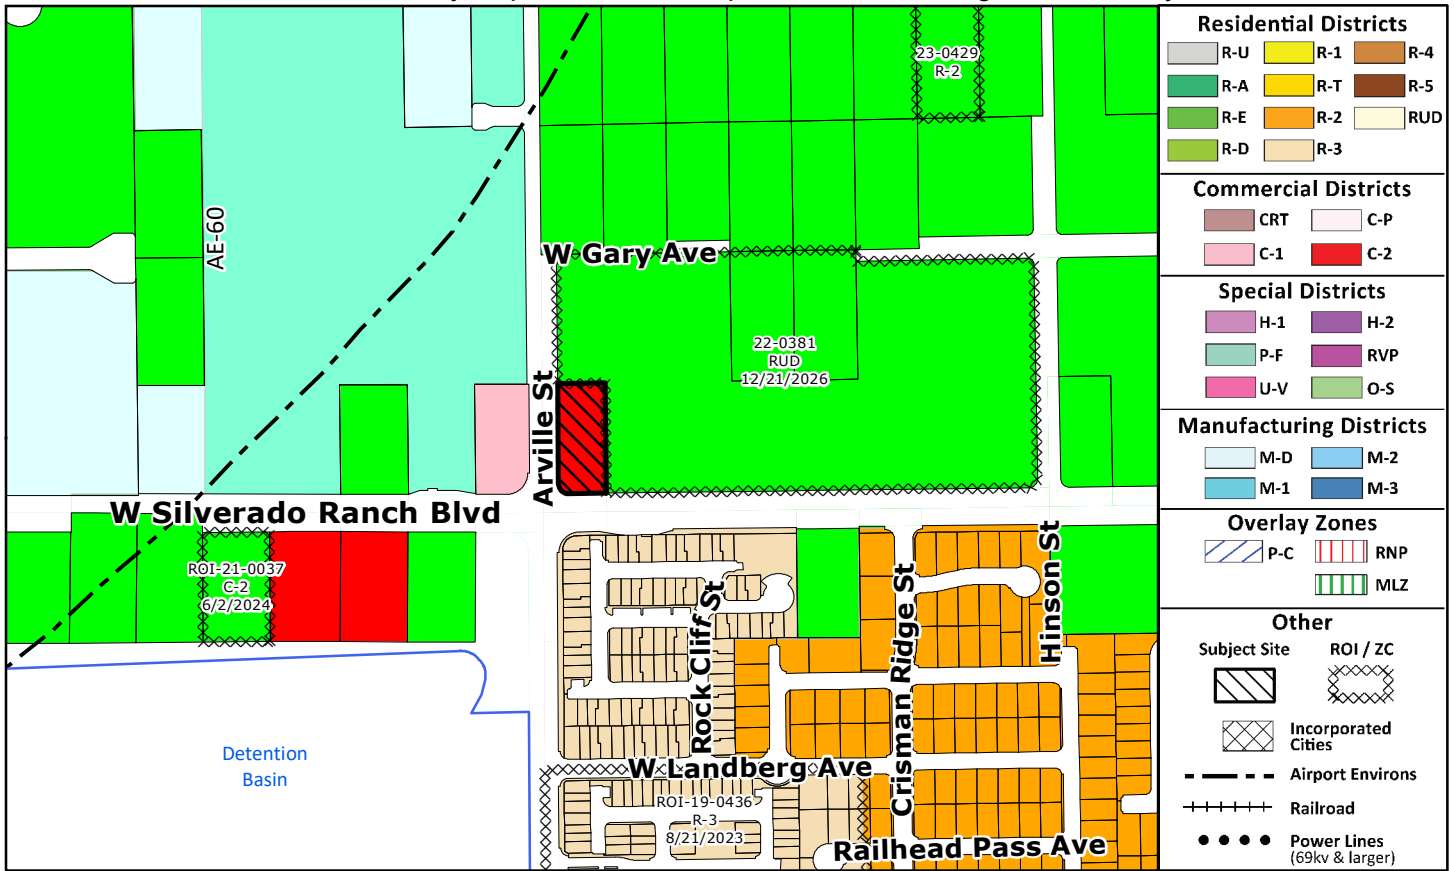 23-0429
R-2
AE-60
W Gary Ave
22-0381
RUD
12/21/2026
Arville St
W Silverado Ranch Blvd
ROI-21-0037
C-2
6/2/2024
Rock Cliff St
Crisman Ridge St
Hinson St
Detention
Basin
W Landberg Ave
ROI-19-0436
R-3
8/21/2023
Railhead Pass Ave
Residential Districts
R-U
R-1
R-4
R-A
R-T
R-5
R-E
R-2
RUD
R-D
R-3
Commercial Districts
CRT
C-P
C-1
C-2
Special Districts
H-1
H-2
P-F
RVP
U-V
O-S
Manufacturing Districts
M-D
M-2
M-1
M-3
Overlay Zones
P-C
RNP
MLZ
Other
Subject Site
ROI / ZC
Incorporated
Cities
Airport Environs
Railroad
Power Lines
(69kv & larger)